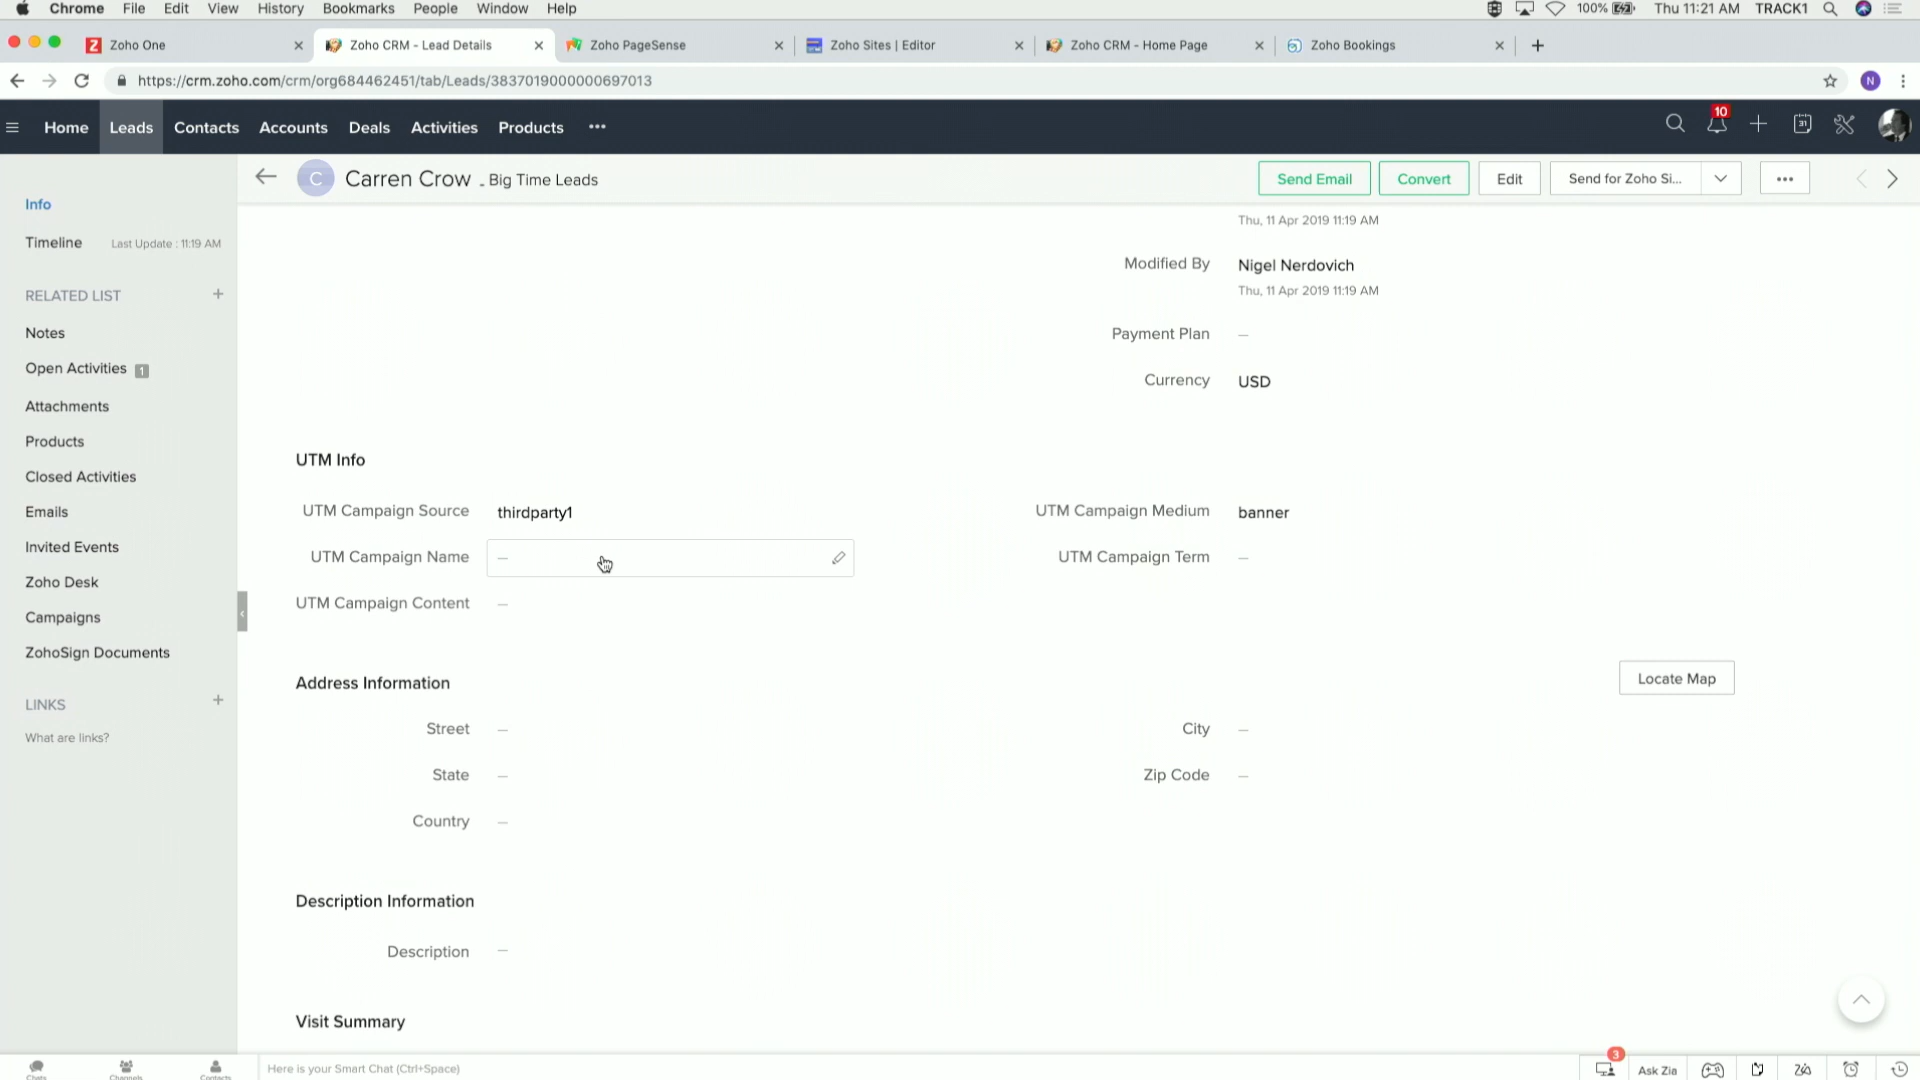 Chrome File Edit View History Bookmarks People Window Help 100% Thu 11:21 AM TRACK1
Zoho One Zoho CRM - Lead Details Zoho PageSense Zoho Sites | Editor Zoho CRM - Home Page Zoho Bookings
https://crm.zoho.com/crm/org684462451/tab/Leads/3837019000000697013 N
Home Leads Contacts Accounts Deals Activities Products 10 31
C Carren Crow - Big Time Leads Send Email Convert Edit Send for Zoho Si...
Info
Timeline Last Update : 11:19 AM
RELATED LIST
Notes
Open Activities 1
Attachments
Products
Closed Activities
Emails
Invited Events
Zoho Desk
Campaigns
ZohoSign Documents
LINKS
What are links?
Thu, 11 Apr 2019 11:19 AM
Modified By Nigel Nerdovich
Thu, 11 Apr 2019 11:19 AM
Payment Plan —
Currency USD
UTM Info
UTM Campaign Source thirdparty1 UTM Campaign Medium banner
UTM Campaign Name — UTM Campaign Term —
UTM Campaign Content —
Address Information Locate Map
Street — City —
State — Zip Code —
Country —
Description Information
Description —
Visit Summary
Chats Channels Contacts Here is your Smart Chat (Ctrl+Space) 3 Ask Zia